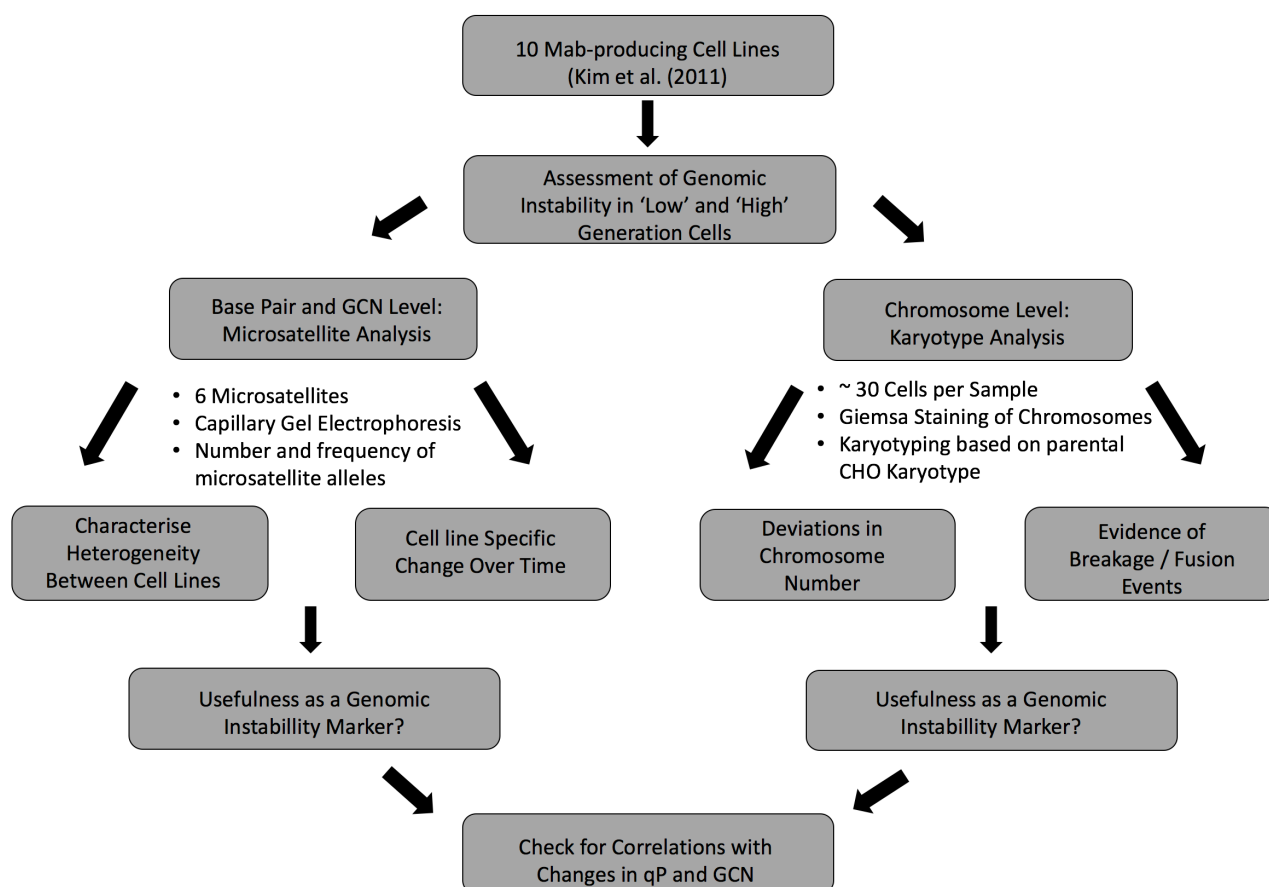 10 Mab-producing Cell Lines
(Kim et al. (2011)
Assessment of Genomic
Instability in ‘Low’ and ‘High’
Generation Cells
Base Pair and GCN Level:
Microsatellite Analysis
Chromosome Level:
Karyotype Analysis
• 6 Microsatellites
• Capillary Gel Electrophoresis
• Number and frequency of
microsatellite alleles
• ~ 30 Cells per Sample
• Giemsa Staining of Chromosomes
• Karyotyping based on parental
CHO Karyotype
Characterise
Heterogeneity
Between Cell Lines
Cell line Specific
Change Over Time
Deviations in
Chromosome
Number
Evidence of
Breakage / Fusion
Events
Usefulness as a Genomic
Instabillity Marker?
Usefulness as a Genomic
Instabillity Marker?
Check for Correlations with
Changes in qP and GCN